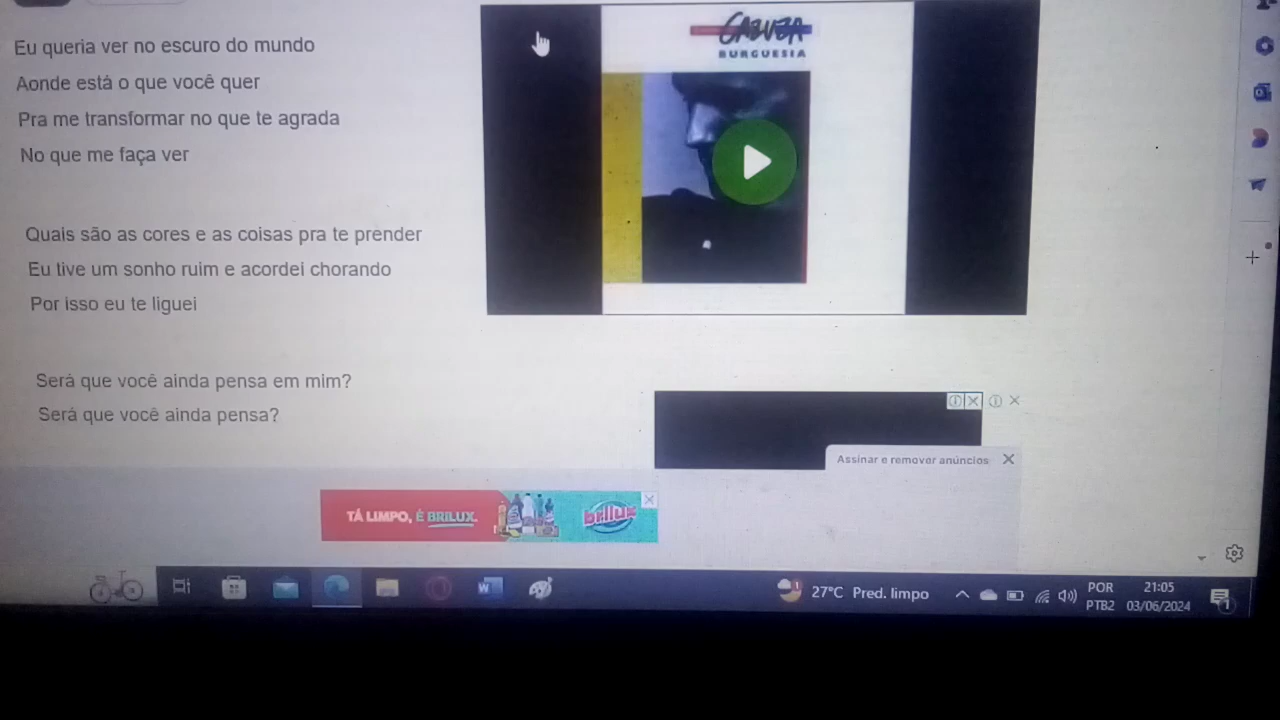 Eu queria ver no escuro do mundo
Aonde está o que você quer
Pra me transformar no que te agrada
No que me faça ver
Quais são as cores e as coisas pra te prender
Eu tive um sonho ruim e acordei chorando
Por isso eu te liguei
Será que você ainda pensa em mim?
Será que você ainda pensa?
CAZUZA
BURGUESIA
Assinar e remover anúncios
TÁ LIMPO, É BRILUX.
brilux
27°C Pred. limpo
POR
PTB2
21:05
03/06/2024
1